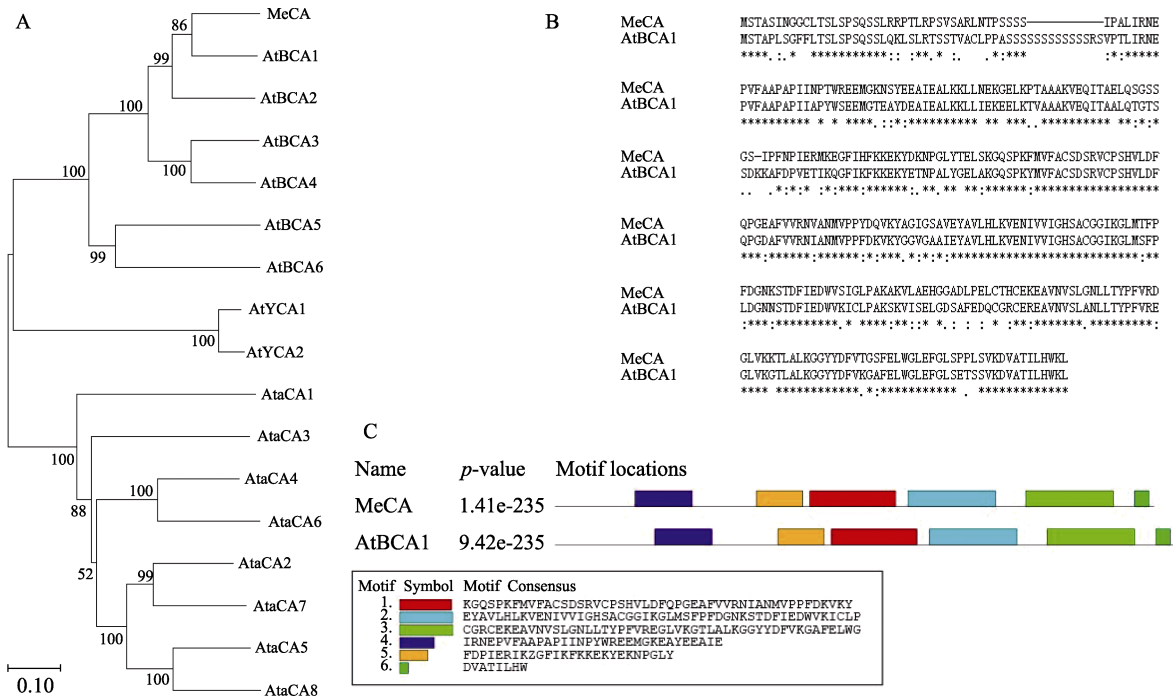 A
MeCA
86
AtBCA1
99
AtBCA2
100
AtBCA3
100
AtBCA4
100
AtBCA5
99
AtBCA6
AtYCA1
100
AtYCA2
AtaCA1
100
AtaCA3
88
AtaCA4
100
AtaCA6
52
AtaCA2
99
AtaCA7
100
AtaCA5
100
AtaCA8
0.10
B
MeCA MSTASINGGCLTSLSPSQSSLRRPTLRPSVSARLNTPSSSS--------------IPALIRNE
AtBCA1 MSTAPLSGFFLTSLSPSQSSLQKLSLRTSSTVACLPPASSSSSSSSSSSSSRSVPTLIRNE
MeCA PVFAAPAPIINPTWREEMGKNSYEEAIEALKKLLNEKGELKPTAAAKVEQITAELQSGSS
AtBCA1 PVFAAPAPIIAPYWSEEMGTEAYDEAIEALKKLLIEKEELKTVAAAKVEQITAALQTGTS
MeCA GS-IPFNPIERMKEGFIHFKKEKYDKNPGLYTELSKGQSPKFMVFACSDSRVCPSHVLDF
AtBCA1 SDKKAFDPVETIKQGFIKFKKEKYETNPALYGELAKGQSPKYMVFACSDSRVCPSHVLDF
MeCA QPGEAFVVRNVANMVPPYDQVKYAGIGSAVEYAVLHLKVENIVVIGHSACGGIKGLMTFP
AtBCA1 QPGDAFVVRNIANMVPPFDKVKYGGVGAAIEYAVLHLKVENIVVIGHSACGGIKGLMSFP
MeCA FDGNKSTDFIEDWVSIGLPAKAKVLAEHGGADLPELCTHCEKEAVNVSLGNLLTYPFVRD
AtBCA1 LDGNNSTDFIEDWVKICLPAKSKVISELGDSAFEDQCGRCEREAVNVSLANLLTYPFVRE
MeCA GLVKKTLALKGGYYDFVTGSFELWGLEFGLSPPLSVKDVATILHWKL
AtBCA1 GLVKGTLALKGGYYDFVKGAFELWGLEFGLSETSSVKDVATILHWKL
C
Name p-value Motif locations
MeCA 1.41e-235
AtBCA1 9.42e-235
Motif Symbol Motif Consensus
1. KGQSPKFMVFACSDSRVCPSHVLDFQPGEAFVVRNIANMVPPFDKVKY
2. EYAVLHLKVENIVVIGHSACGGIKGLMSFPFDGNKSTDFIEDWVKICLP
3. CGRCEKEAVNVSLGNLLTYPFVREGLVKGTLALKGGYYDFVKGAFELWG
4. IRNEPVFAAPAPIINPYWREEMGKEAYEEAIE
5. FDPIERIKZGFIKFKKEKYEKNPGLY
6. DVATILHW